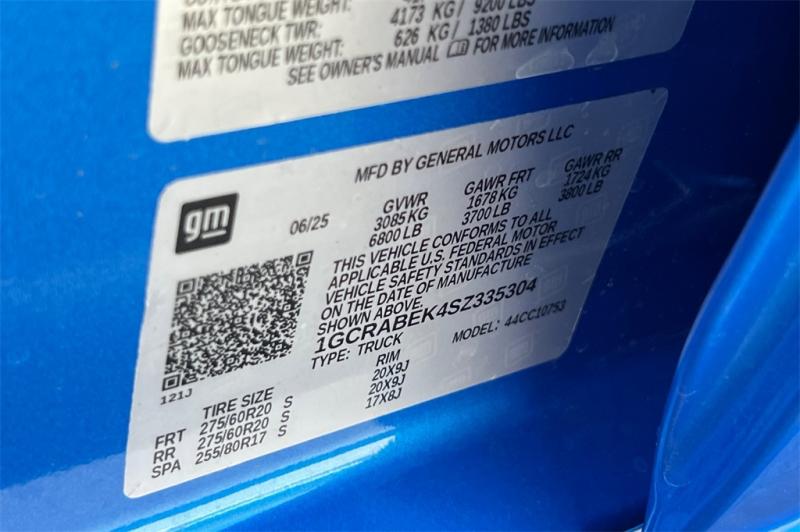 MAX TONGUE WEIGHT:
4173 KG / 9200 LBS
GOOSENECK TWR:
626 KG / 1380 LBS
MAX TONGUE WEIGHT:
SEE OWNER'S MANUAL FOR MORE INFORMATION
MFD BY GENERAL MOTORS LLC
gm
06/25
GVWR GAWR FRT GAWR RR
3085 KG 1678 KG 1724 KG
6800 LB 3700 LB 3800 LB
THIS VEHICLE CONFORMS TO ALL
APPLICABLE U.S. FEDERAL MOTOR
VEHICLE SAFETY STANDARDS IN EFFECT
ON THE DATE OF MANUFACTURE
SHOWN ABOVE.
1GCRABEK4SZ335304
TYPE: TRUCK MODEL: 44CC10753
121J
TIRE SIZE RIM
FRT 275/60R20 S 20X9J
RR 275/60R20 S 20X9J
SPA 255/80R17 S 17X8J